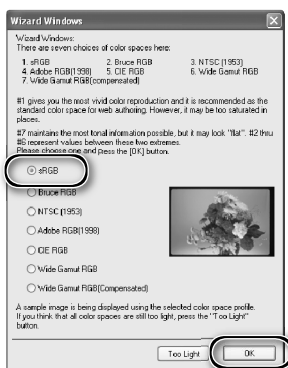 Wizard Windows
Wizard Windows:
There are seven choices of color spaces here:
1. sRGB 2. Bruce RGB 3. NTSC (1953)
4. Adobe RGB(1998) 5. CIE RGB 6. Wide Gamut RGB
7. Wide Gamut RGB(compensated)
#1 gives you the most vivid color reproduction and it is recommended as the
standard color space for web authoring. However, it may be too saturated in
places.
#7 maintains the most tonal information possible, but it may look "flat". #2 thru
#6 represent values between these two extremes.
Please choose one and press the [OK] button.
sRGB
Bruce RGB
NTSC (1953)
Adobe RGB(1998)
CIE RGB
Wide Gamut RGB
Wide Gamut RGB(Compensated)
A sample image is being displayed using the selected color space profile.
If you think that all color spaces are still too light, press the "Too Light"
button.
Too Light OK